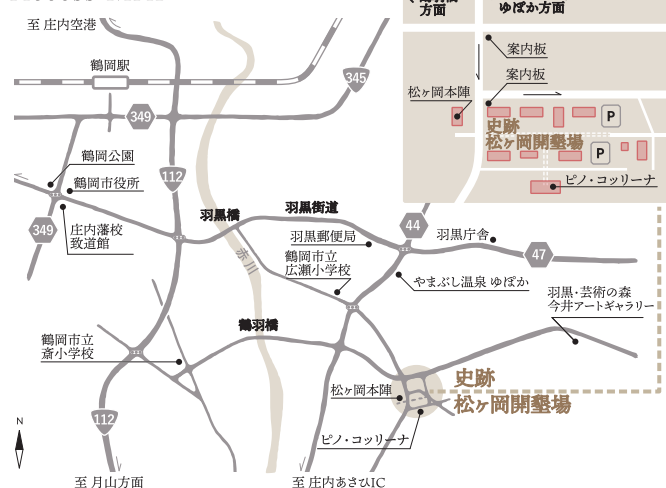 至 庄内空港
方面
ゆぽか方面
案内板
案内板
松ヶ岡本陣
P
史跡
松ヶ岡開墾場
P
ピノ・コッリーナ
鶴岡駅
345
349
鶴岡公園
鶴岡市役所
112
349
庄内藩校
致道館
羽黒橋
羽黒街道
44
羽黒郵便局
羽黒庁舎
47
赤川
鶴岡市立
広瀬小学校
やまぶし温泉 ゆぽか
羽黒・芸術の森
今井アートギャラリー
鶴羽橋
鶴岡市立
斎小学校
史跡
松ヶ岡開墾場
松ヶ岡本陣
112
ピノ・コッリーナ
N
至 月山方面
至 庄内あさひIC